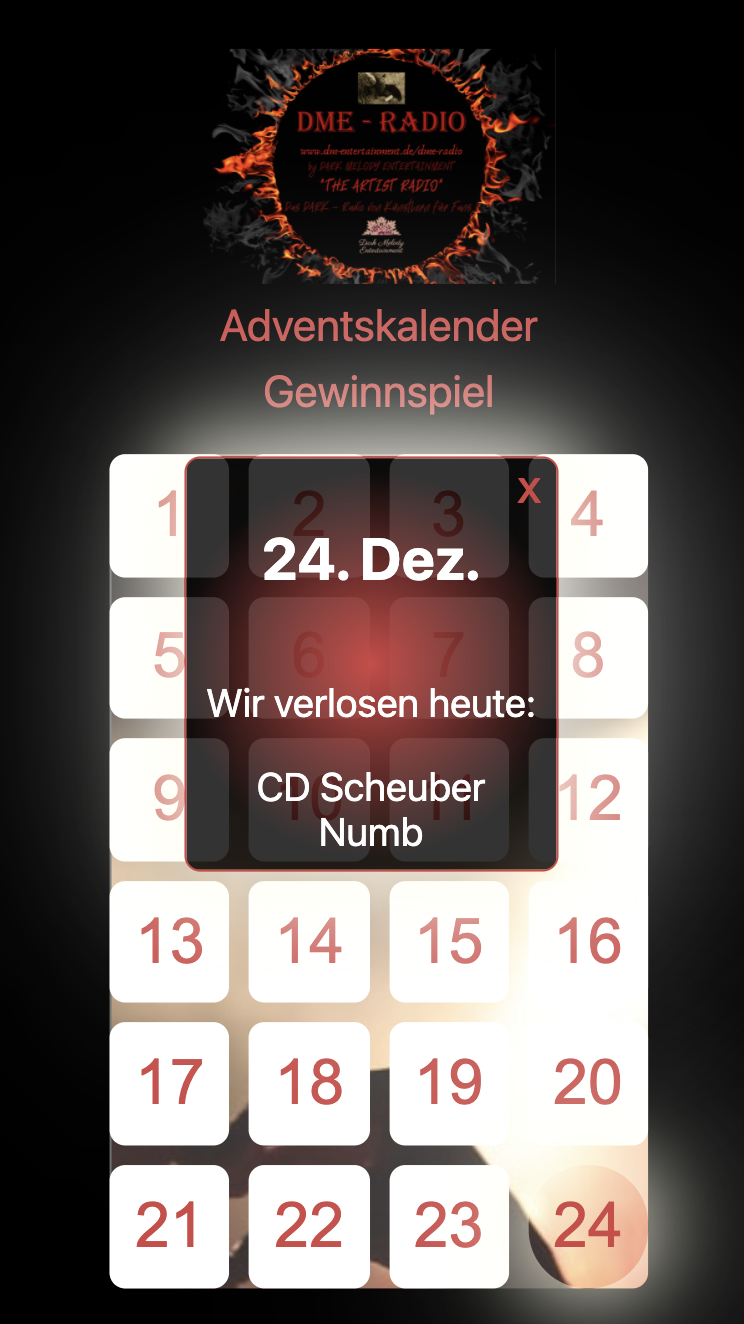 DME - RADIO
www.dm-entertainment.de/dme-radio
by DARK MELODY ENTERTAINMENT
"THE ARTIST RADIO"
Das DARK - Radio von Künstlern für Fans
Dark Melody
Entertainment
Adventskalender
Gewinnspiel
X
24. Dez.
Wir verlosen heute:
CD Scheuber
Numb
1 2 3 4
5 6 7 8
9 10 11 12
13 14 15 16
17 18 19 20
21 22 23 24